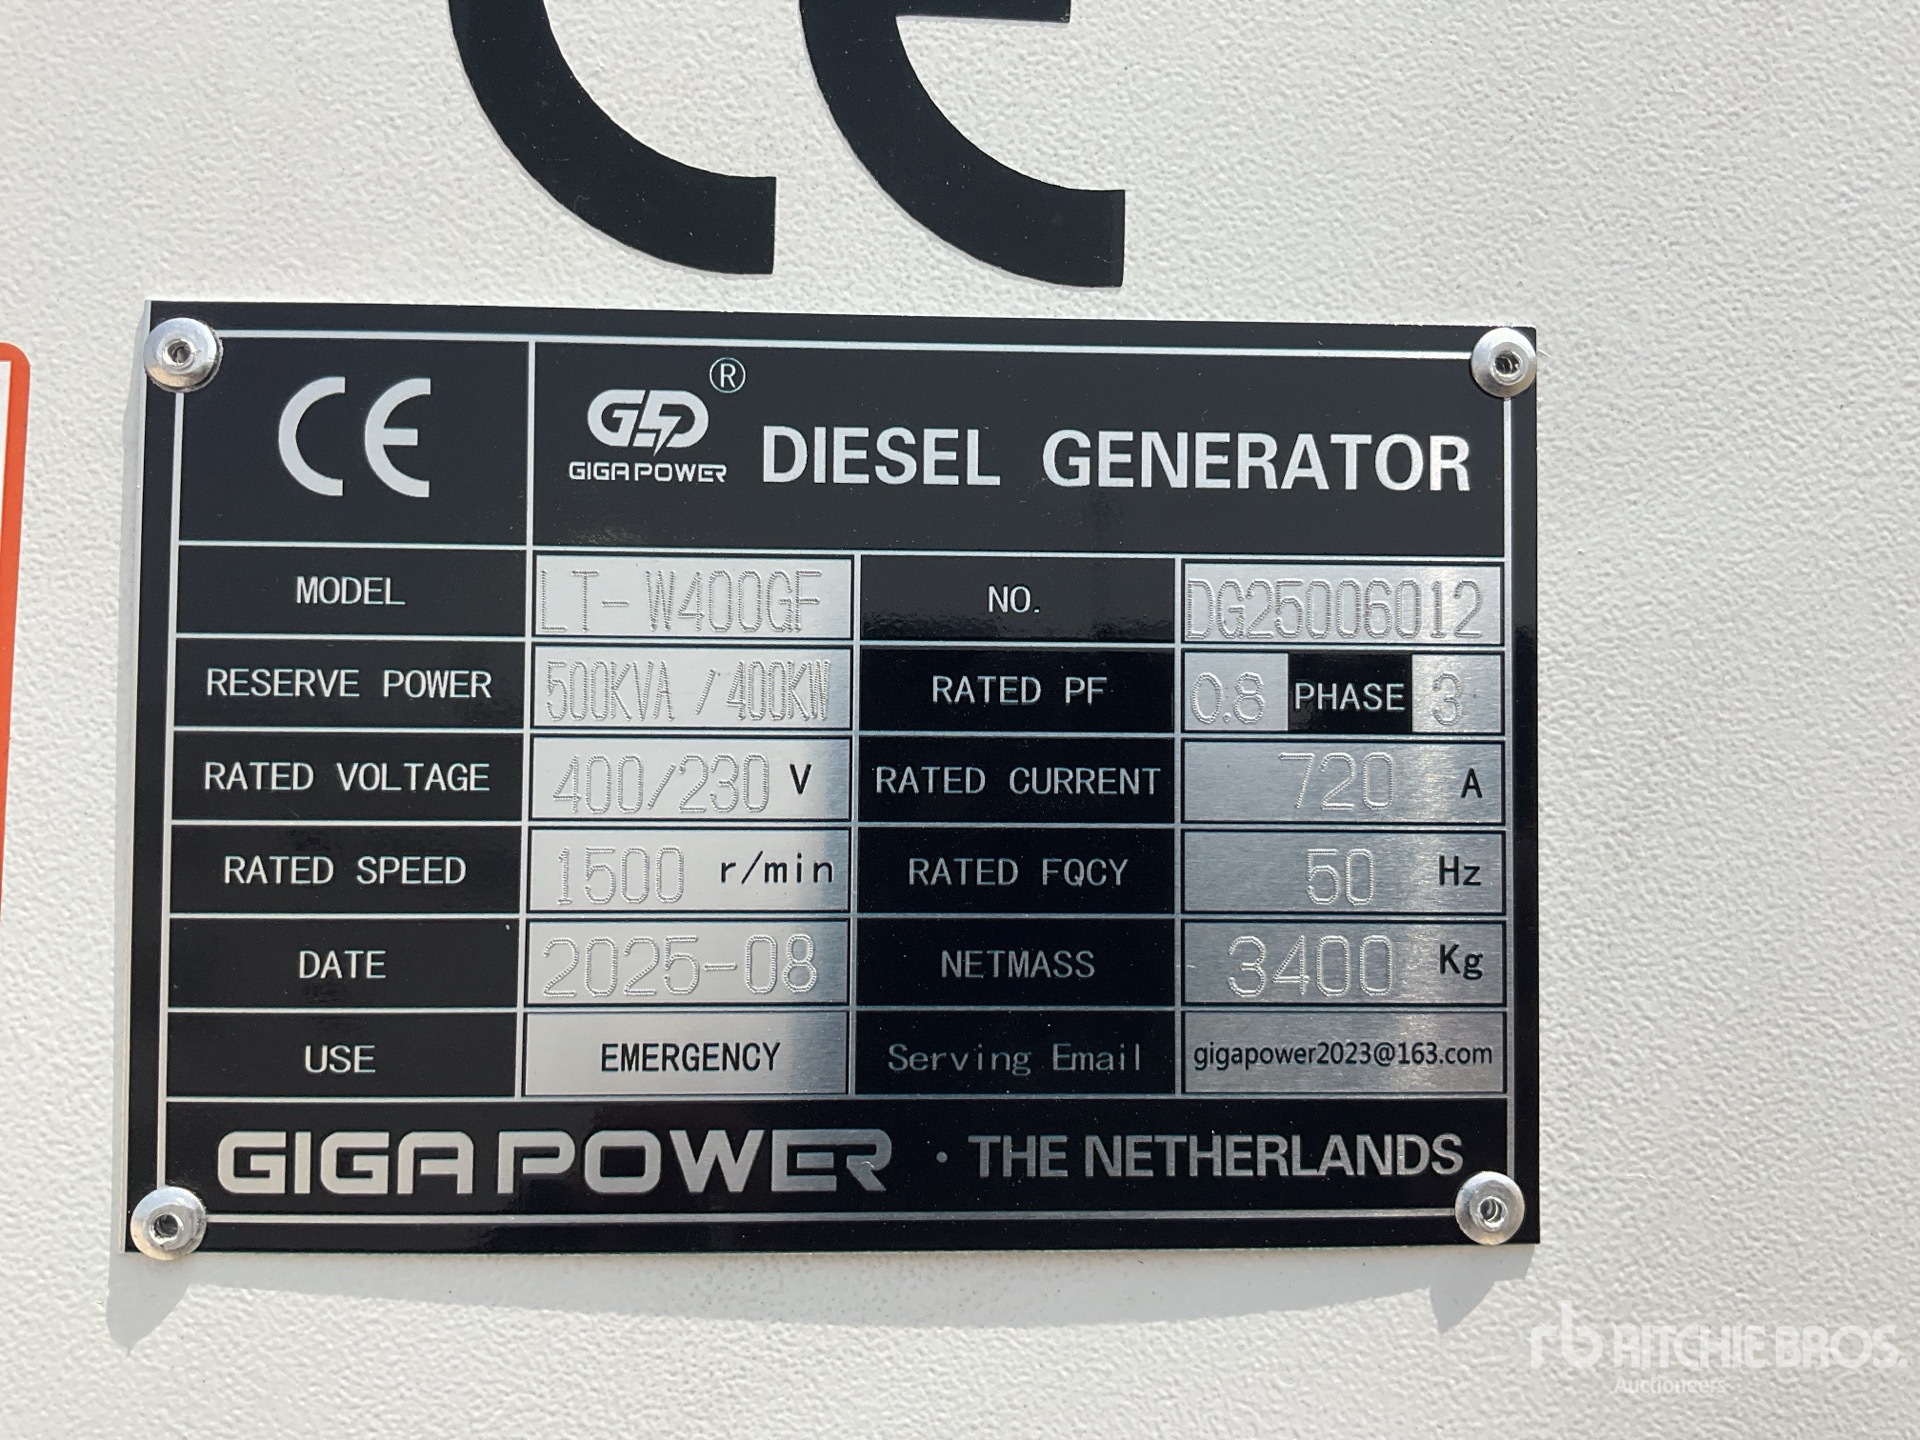 CE
CE
GIGAPOWER ® DIESEL GENERATOR
MODEL LT-W400GF NO. DG25006012
RESERVE POWER 500KVA /400KW RATED PF 0.8 PHASE 3
RATED VOLTAGE 400/230 V RATED CURRENT 720 A
RATED SPEED 1500 r/min RATED FQCY 50 Hz
DATE 2025-08 NETMASS 3400 Kg
USE EMERGENCY Serving Email gigapower2023@163.com
GIGAPOWER · THE NETHERLANDS
rb RITCHIE BROS.
Auctioneers